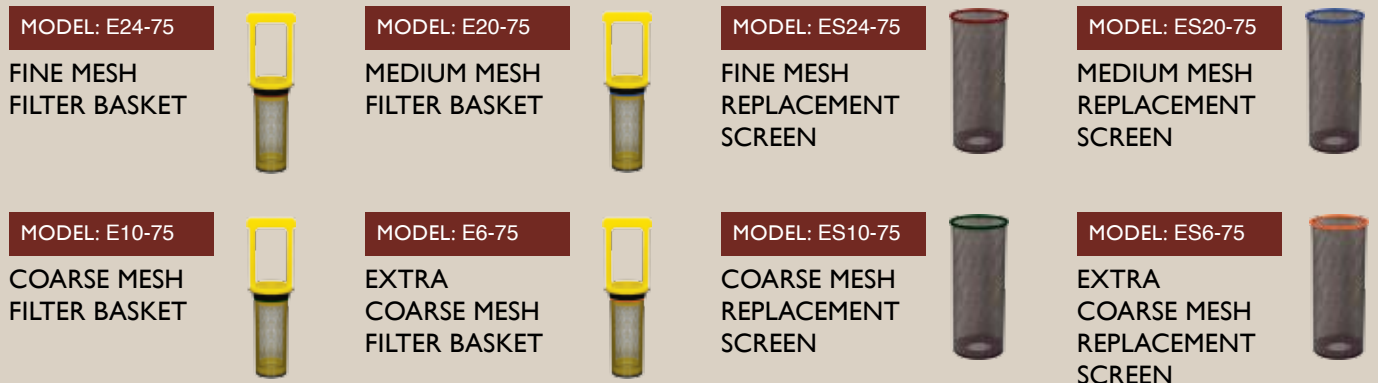 MODEL: E24-75
FINE MESH
FILTER BASKET
MODEL: E20-75
MEDIUM MESH
FILTER BASKET
MODEL: ES24-75
FINE MESH
REPLACEMENT
SCREEN
MODEL: ES20-75
MEDIUM MESH
REPLACEMENT
SCREEN
MODEL: E10-75
COARSE MESH
FILTER BASKET
MODEL: E6-75
EXTRA
COARSE MESH
FILTER BASKET
MODEL: ES10-75
COARSE MESH
REPLACEMENT
SCREEN
MODEL: ES6-75
EXTRA
COARSE MESH
REPLACEMENT
SCREEN